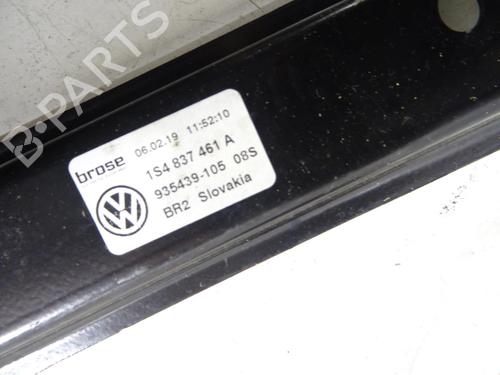 brose 06.02.19 11:52:10
1S4 837 461 A
935439-105 08S
BR2 Slovakia
B-PARTS